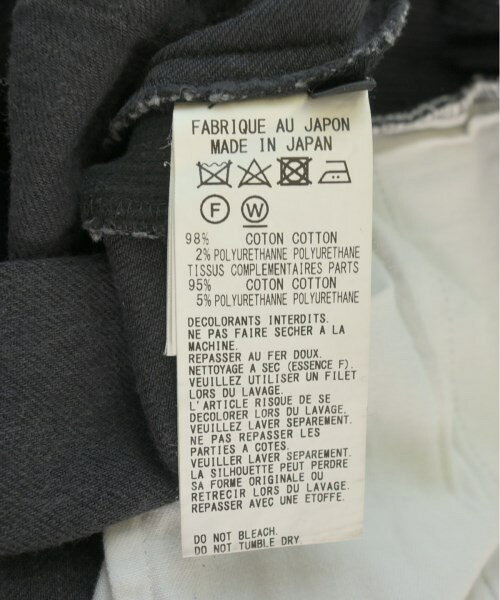 FABRIQUE AU JAPON
MADE IN JAPAN
F W
98% COTON COTTON
2% POLYURETHANNE POLYURETHANE
TISSUS COMPLEMENTAIRES PARTS
95% COTON COTTON
5% POLYURETHANNE POLYURETHANE
DECOLORANTS INTERDITS.
NE PAS FAIRE SECHER A LA
MACHINE.
REPASSER AU FER DOUX.
NETTOYAGE A SEC (ESSENCE F).
VEUILLEZ UTILISER UN FILET
LORS DU LAVAGE.
L'ARTICLE RISQUE DE SE
DECOLORER LORS DU LAVAGE.
VEUILLER LAVER SEPAREMENT.
NE PAS REPASSER LES
PARTIES A COTES.
VEUILLER LAVER SEPAREMENT.
LA SILHOUETTE PEUT PERDRE
SA FORME ORIGINALE OU
RETRECIR LORS DU LAVAGE.
REPASSER AVEC UNE ETOFFE.
DO NOT BLEACH.
DO NOT TUMBLE DRY.